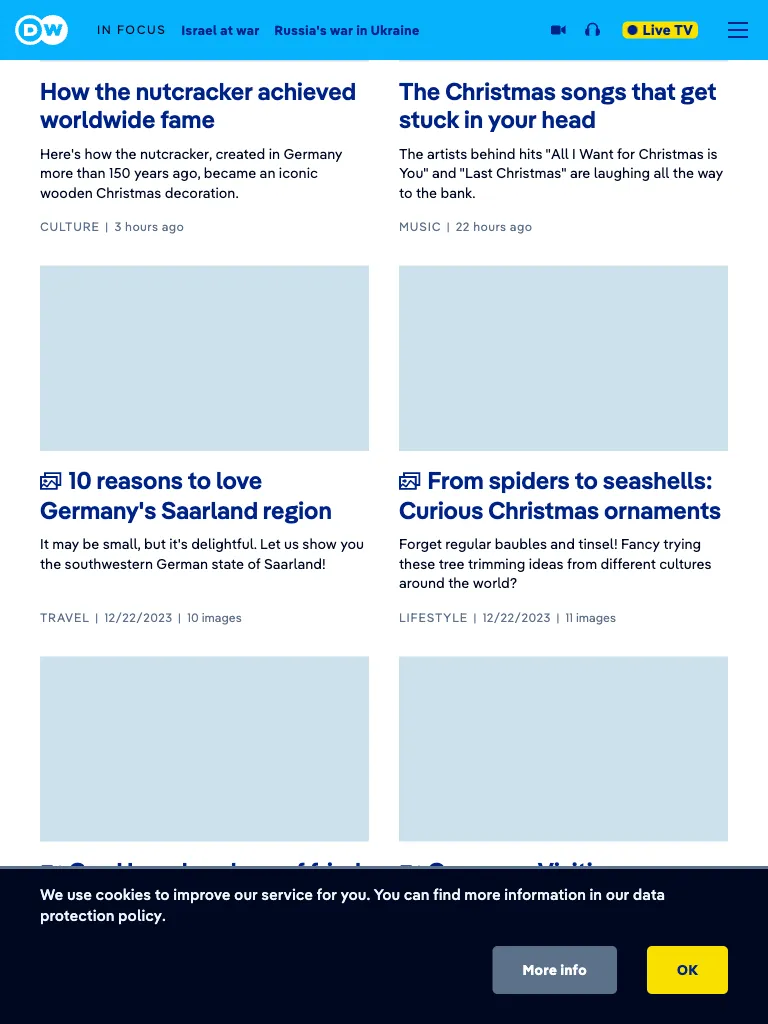 DW IN FOCUS Israel at war Russia's war in Ukraine Live TV
How the nutcracker achieved
worldwide fame
Here's how the nutcracker, created in Germany
more than 150 years ago, became an iconic
wooden Christmas decoration.
CULTURE | 3 hours ago
The Christmas songs that get
stuck in your head
The artists behind hits "All I Want for Christmas is
You" and "Last Christmas" are laughing all the way
to the bank.
MUSIC | 22 hours ago
10 reasons to love
Germany's Saarland region
It may be small, but it's delightful. Let us show you
the southwestern German state of Saarland!
TRAVEL | 12/22/2023 | 10 images
From spiders to seashells:
Curious Christmas ornaments
Forget regular baubles and tinsel! Fancy trying
these tree trimming ideas from different cultures
around the world?
LIFESTYLE | 12/22/2023 | 11 images
We use cookies to improve our service for you. You can find more information in our data
protection policy.
More info
OK